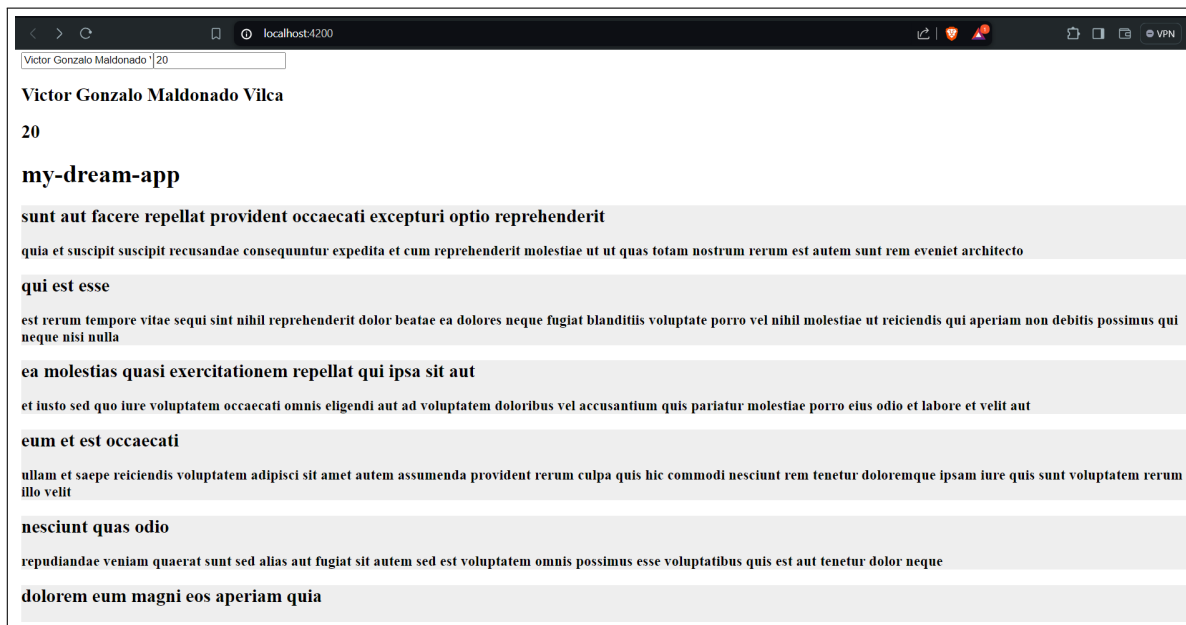 localhost:4200
1
VPN
Victor Gonzalo Maldonado 20
Victor Gonzalo Maldonado Vilca
20
my-dream-app
sunt aut facere repellat provident occaecati excepturi optio reprehenderit
quia et suscipit suscipit recusandae consequuntur expedita et cum reprehenderit molestiae ut ut quas totam nostrum rerum est autem sunt rem eveniet architecto
qui est esse
est rerum tempore vitae sequi sint nihil reprehenderit dolor beatae ea dolores neque fugiat blanditiis voluptate porro vel nihil molestiae ut reiciendis qui aperiam non debitis possimus qui
neque nisi nulla
ea molestias quasi exercitationem repellat qui ipsa sit aut
et iusto sed quo iure voluptatem occaecati omnis eligendi aut ad voluptatem doloribus vel accusantium quis pariatur molestiae porro eius odio et labore et velit aut
eum et est occaecati
ullam et saepe reiciendis voluptatem adipisci sit amet autem assumenda provident rerum culpa quis hic commodi nesciunt rem tenetur doloremque ipsam iure quis sunt voluptatem rerum
illo velit
nesciunt quas odio
repudiandae veniam quaerat sunt sed alias aut fugiat sit autem sed est voluptatem omnis possimus esse voluptatibus quis est aut tenetur dolor neque
dolorem eum magni eos aperiam quia